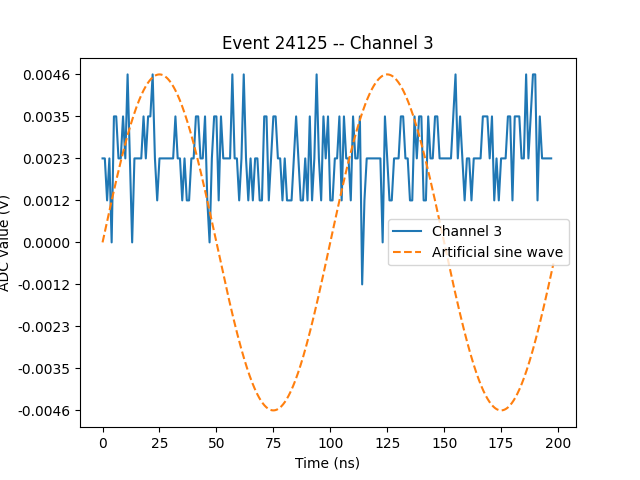 Event 24125 -- Channel 3
0.0046
0.0035
0.0023
0.0012
0.0000
-0.0012
-0.0023
-0.0035
-0.0046
ADC Value (V)
Channel 3
Artificial sine wave
0 25 50 75 100 125 150 175 200
Time (ns)